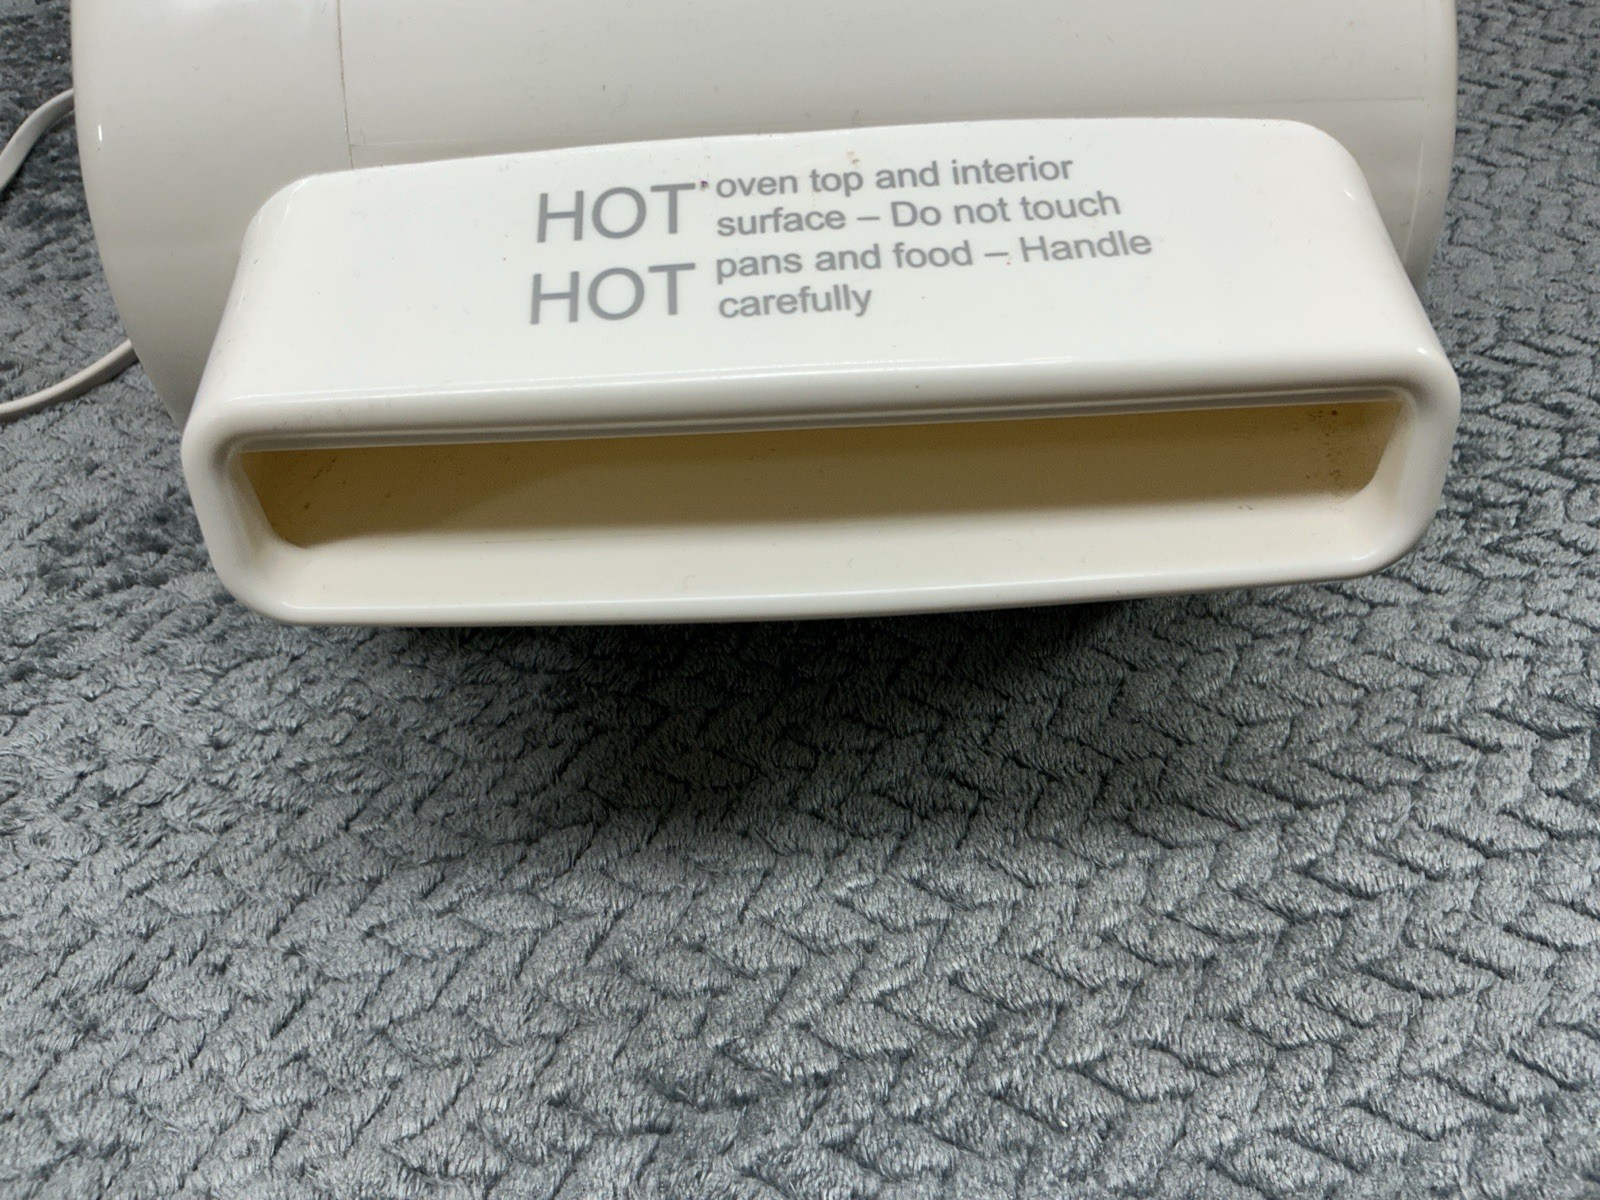 HOT oven top and interior
surface – Do not touch
HOT pans and food – Handle
carefully